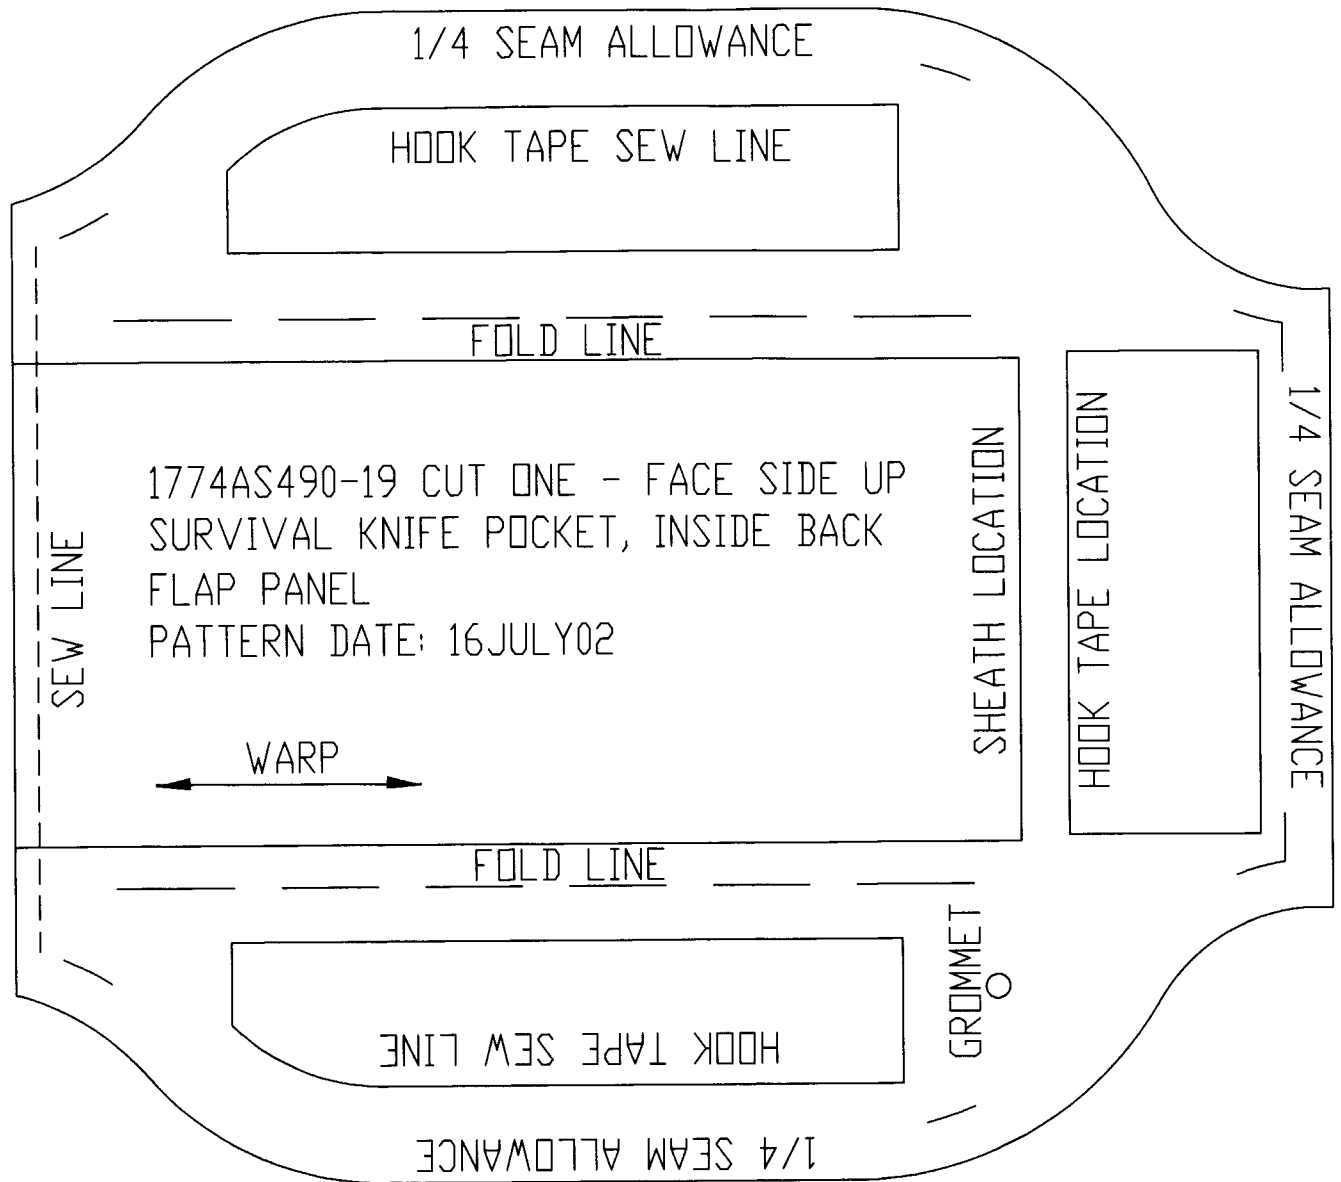 1/4 SEAM ALLOWANCE
HOOK TAPE SEW LINE
FOLD LINE
1774AS490-19 CUT ONE - FACE SIDE UP
SURVIVAL KNIFE POCKET, INSIDE BACK
FLAP PANEL
PATTERN DATE: 16JULY02
WARP
SEW LINE
SHEATH LOCATION
HOOK TAPE LOCATION
1/4 SEAM ALLOWANCE
FOLD LINE
GROMMET
HOOK TAPE SEW LINE
1/4 SEAM ALLOWANCE